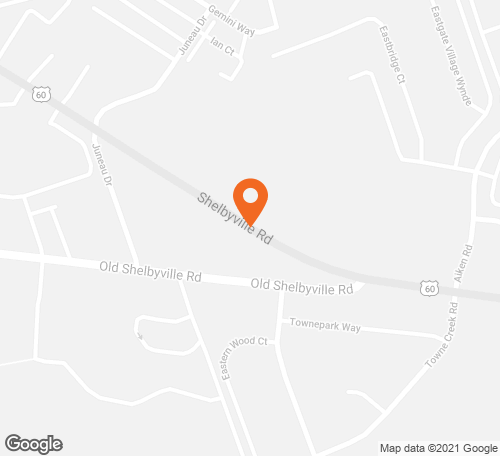 Gemini Way
Juneau Dr
Ian Ct
Eastbridge Ct
Eastgate Village Wynde
60
Juneau Dr
Shelbyville Rd
Aiken Rd
Old Shelbyville Rd
Old Shelbyville Rd
60
Townepark Way
Towne Creek Rd
Eastern Wood Ct
Google
Map data ©2021 Google